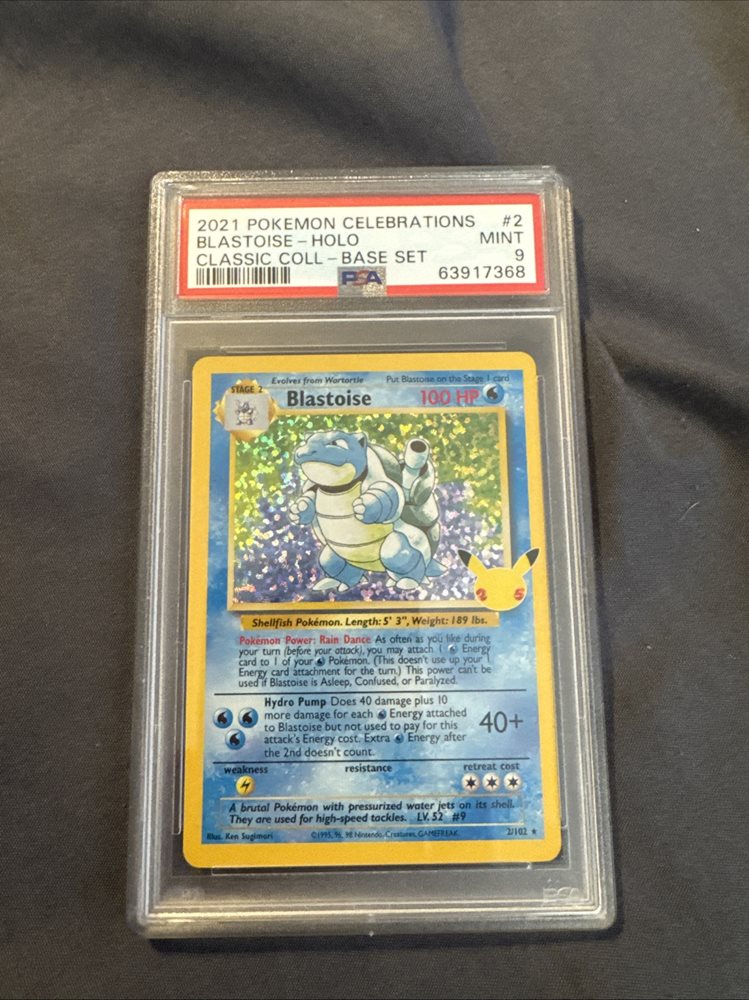 2021 POKEMON CELEBRATIONS #2
BLASTOISE - HOLO MINT
CLASSIC COLL - BASE SET 9
PSA 63917368
Evolves from Wartortle Put Blastoise on the Stage 1 card
STAGE 2
Blastoise 100 HP
2 5
Shellfish Pokémon. Length: 5' 3", Weight: 189 lbs.
Pokémon Power: Rain Dance As often as you like during
your turn (before your attack), you may attach 1 Energy
card to 1 of your Pokémon. (This doesn't use up your 1
Energy card attachment for the turn.) This power can't be
used if Blastoise is Asleep, Confused, or Paralyzed.
Hydro Pump Does 40 damage plus 10
more damage for each Energy attached
to Blastoise but not used to pay for this
attack's Energy cost. Extra Energy after
the 2nd doesn't count.
40+
weakness resistance retreat cost
A brutal Pokémon with pressurized water jets on its shell.
They are used for high-speed tackles. LV. 52 #9
Illus. Ken Sugimori ©1995, 96, 98 Nintendo, Creatures, GAMEFREAK. 2/102 ★
PSA